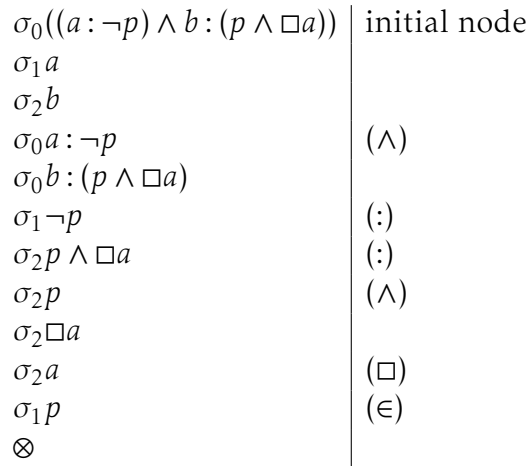 σ₀((a : ¬p) ∧ b : (p ∧ □a)) initial node
σ₁a
σ₂b
σ₀a : ¬p (∧)
σ₀b : (p ∧ □a)
σ₁¬p (:)
σ₂p ∧ □a (:)
σ₂p (∧)
σ₂□a
σ₂a (□)
σ₁p (∈)
⊗